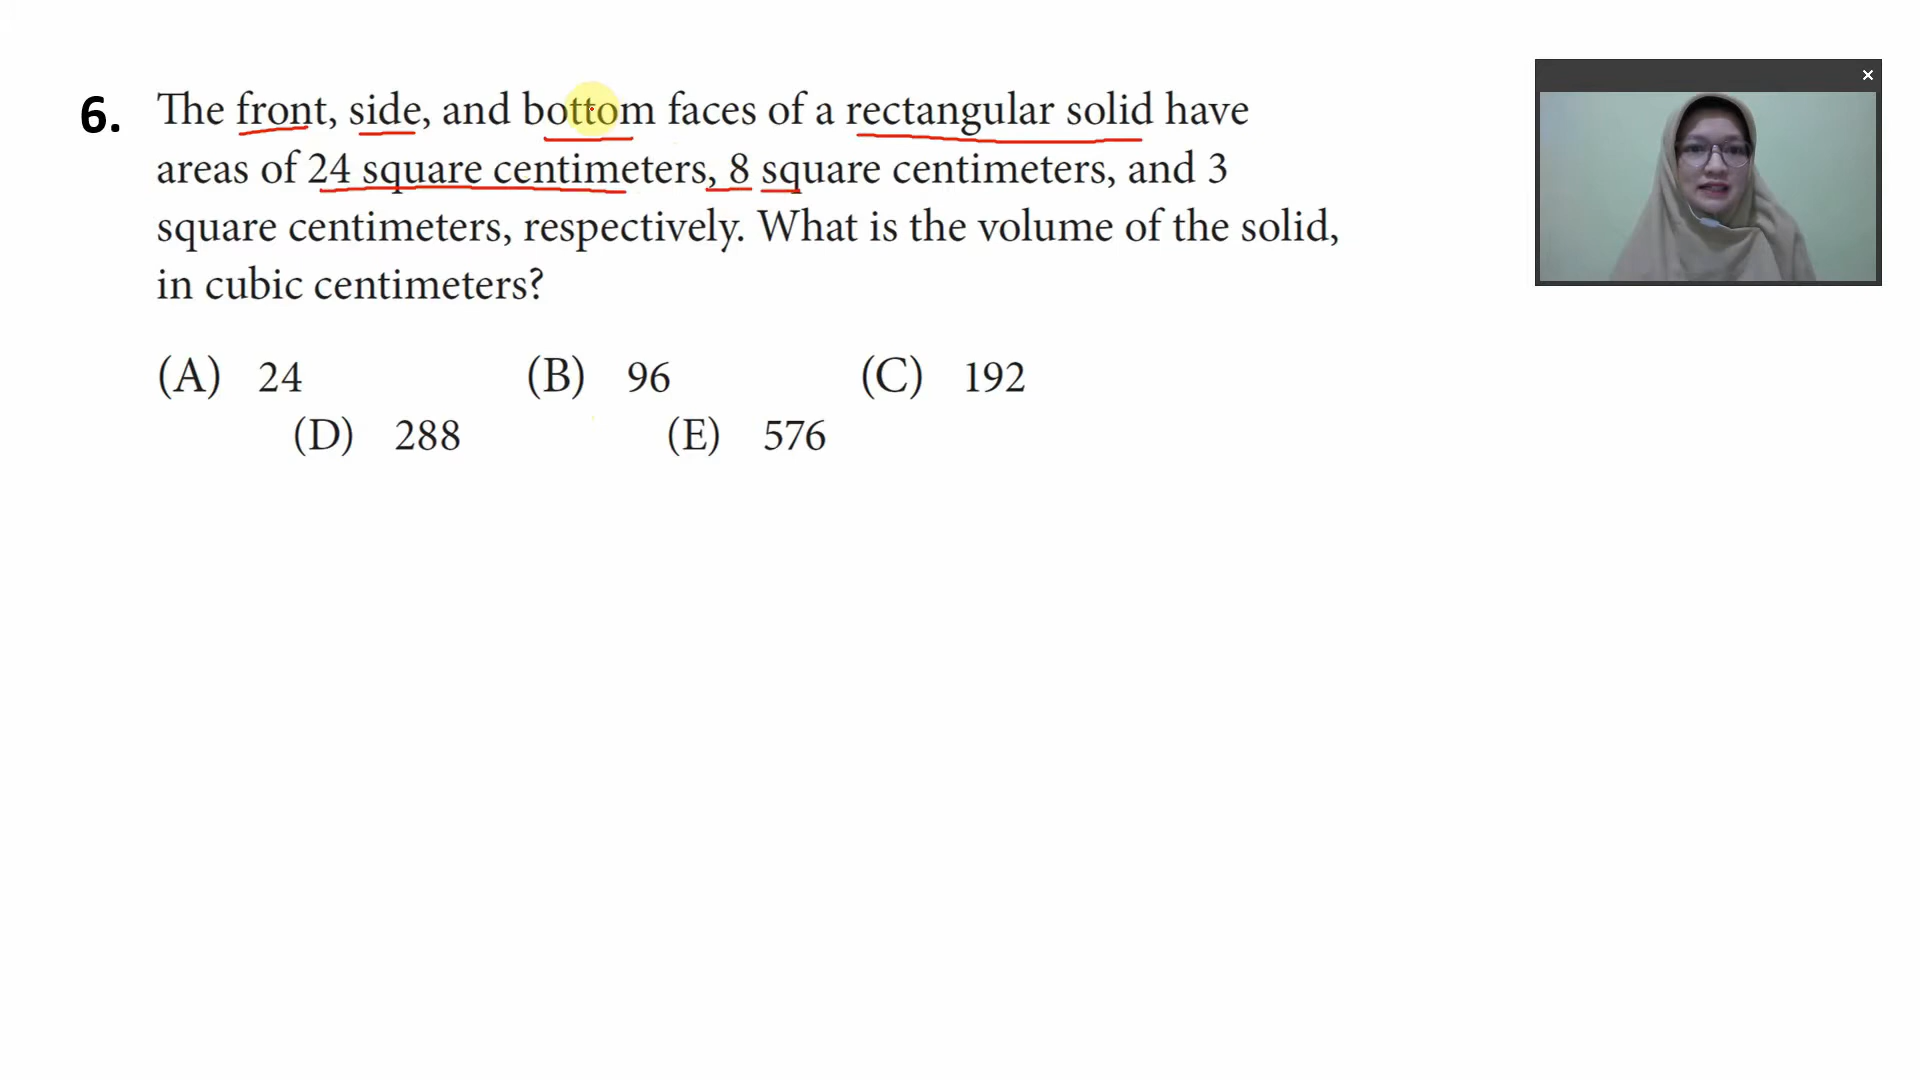 6. The front, side, and bottom faces of a rectangular solid have
areas of 24 square centimeters, 8 square centimeters, and 3
square centimeters, respectively. What is the volume of the solid,
in cubic centimeters?
(A) 24 (B) 96 (C) 192
(D) 288 (E) 576